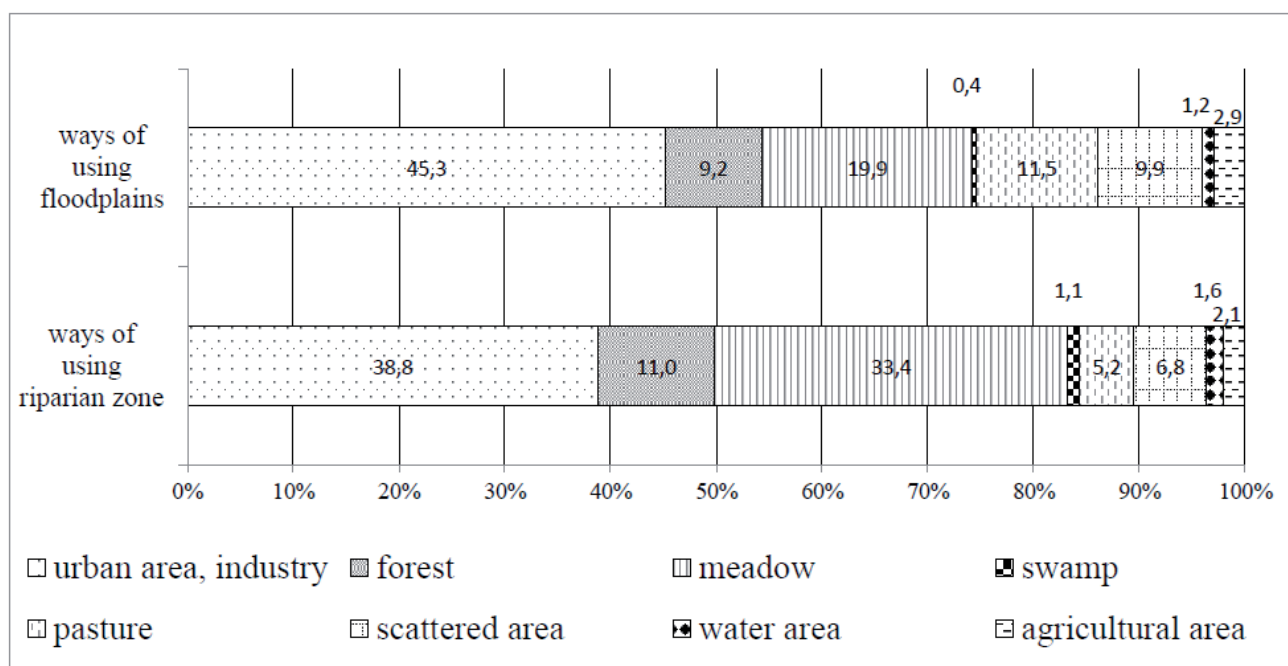 0,4
1,2
2,9
ways of
using
floodplains
45,3
9,2
19,9
11,5
9,9
1,1
1,6
2,1
ways of
using
riparian zone
38,8
11,0
33,4
5,2
6,8
0% 10% 20% 30% 40% 50% 60% 70% 80% 90% 100%
urban area, industry forest meadow swamp
pasture scattered area water area agricultural area